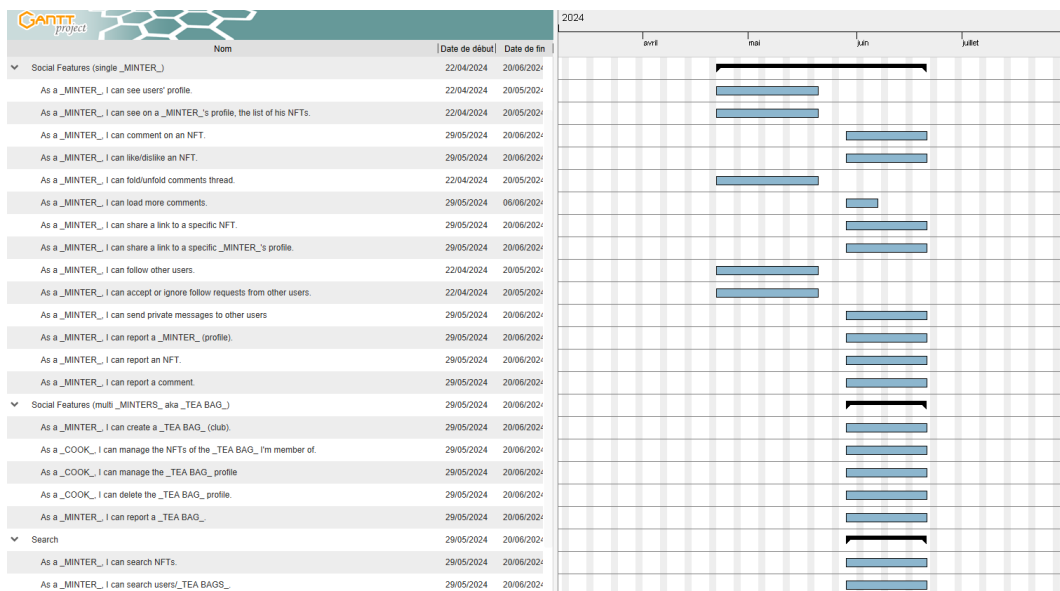 GANTT
project
2024
avril mai juin juillet
Nom Date de début Date de fin
Social Features (single _MINTER_) 22/04/2024 20/06/2024
As a _MINTER_, I can see users' profile. 22/04/2024 20/05/2024
As a _MINTER_, I can see on a _MINTER_'s profile, the list of his NFTs. 22/04/2024 20/05/2024
As a _MINTER_, I can comment on an NFT. 29/05/2024 20/06/2024
As a _MINTER_, I can like/dislike an NFT. 29/05/2024 20/06/2024
As a _MINTER_, I can fold/unfold comments thread. 22/04/2024 20/05/2024
As a _MINTER_, I can load more comments. 29/05/2024 06/06/2024
As a _MINTER_, I can share a link to a specific NFT. 29/05/2024 20/06/2024
As a _MINTER_, I can share a link to a specific _MINTER_'s profile. 29/05/2024 20/06/2024
As a _MINTER_, I can follow other users. 22/04/2024 20/05/2024
As a _MINTER_, I can accept or ignore follow requests from other users. 22/04/2024 20/05/2024
As a _MINTER_, I can send private messages to other users 29/05/2024 20/06/2024
As a _MINTER_, I can report a _MINTER_ (profile). 29/05/2024 20/06/2024
As a _MINTER_, I can report an NFT. 29/05/2024 20/06/2024
As a _MINTER_, I can report a comment. 29/05/2024 20/06/2024
Social Features (multi _MINTERS_ aka _TEA BAG_) 29/05/2024 20/06/2024
As a _MINTER_, I can create a _TEA BAG_ (club). 29/05/2024 20/06/2024
As a _COOK_, I can manage the NFTs of the _TEA BAG_ I'm member of. 29/05/2024 20/06/2024
As a _COOK_, I can manage the _TEA BAG_ profile 29/05/2024 20/06/2024
As a _COOK_, I can delete the _TEA BAG_ profile. 29/05/2024 20/06/2024
As a _MINTER_, I can report a _TEA BAG_. 29/05/2024 20/06/2024
Search 29/05/2024 20/06/2024
As a _MINTER_, I can search NFTs. 29/05/2024 20/06/2024
As a _MINTER_, I can search users/_TEA BAGS_. 29/05/2024 20/06/2024